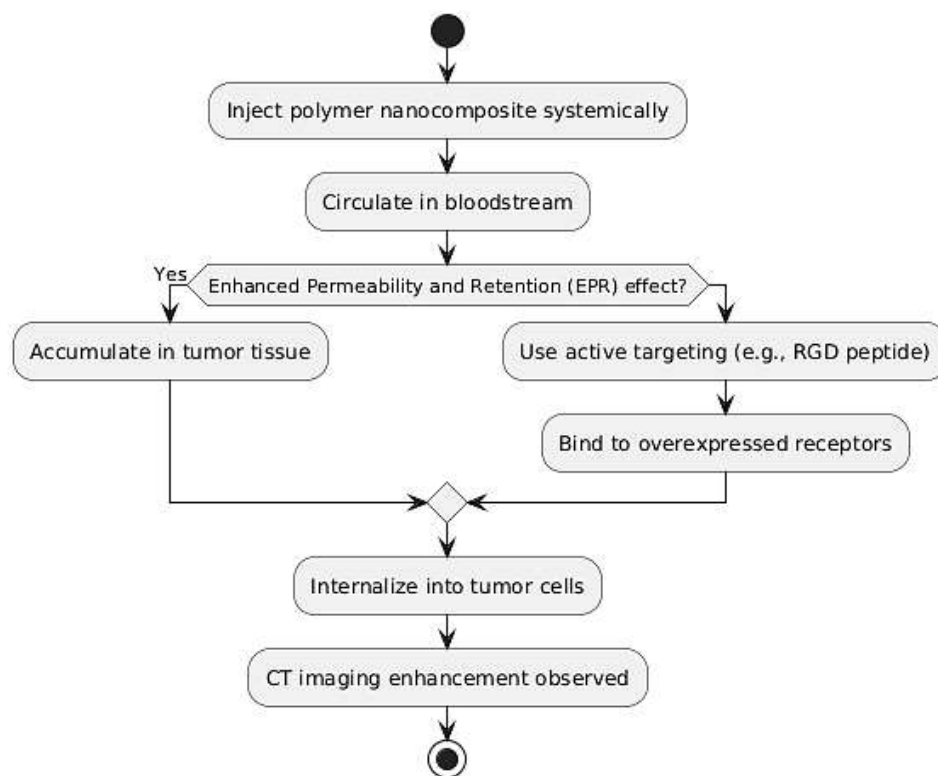 Inject polymer nanocomposite systemically
Circulate in bloodstream
Yes
Enhanced Permeability and Retention (EPR) effect?
Accumulate in tumor tissue
Use active targeting (e.g., RGD peptide)
Bind to overexpressed receptors
Internalize into tumor cells
CT imaging enhancement observed